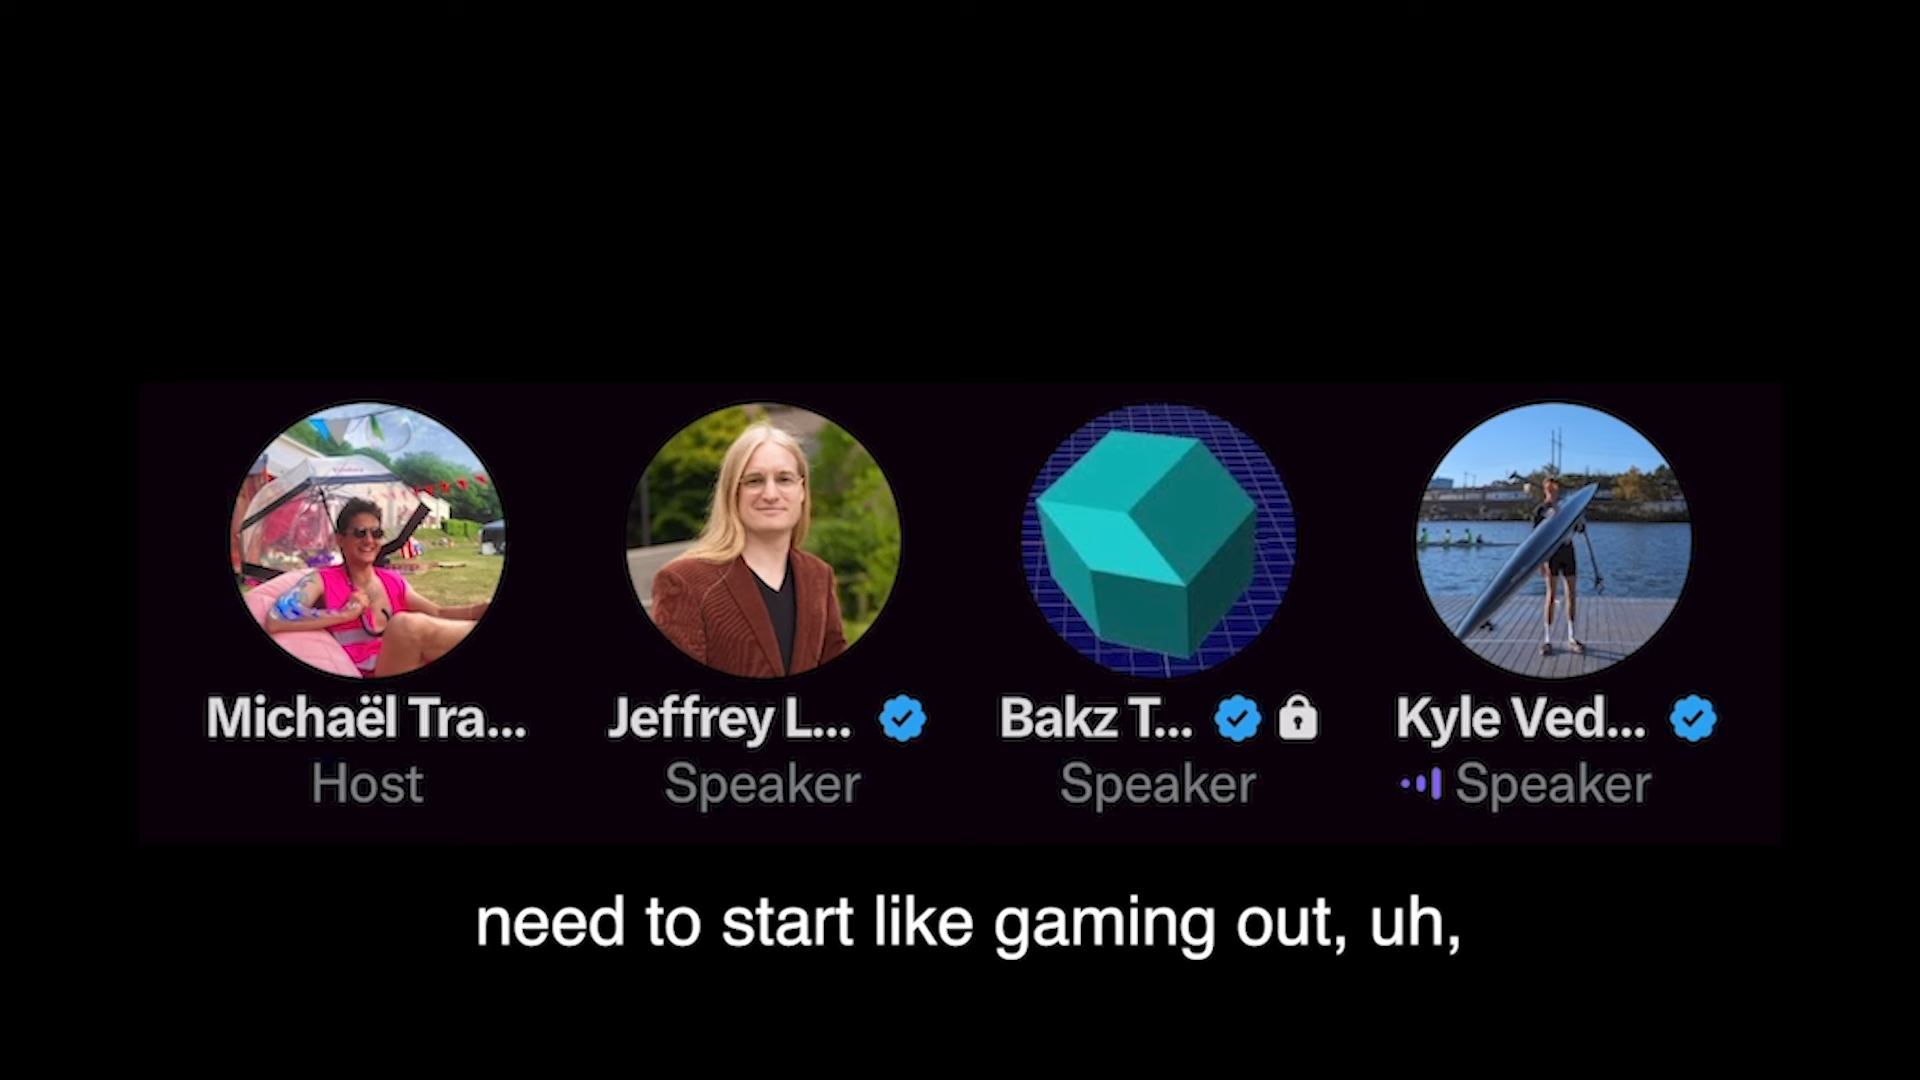 Michaël Tra... Jeffrey L... Bakz T... Kyle Ved...
Host Speaker Speaker Speaker
need to start like gaming out, uh,